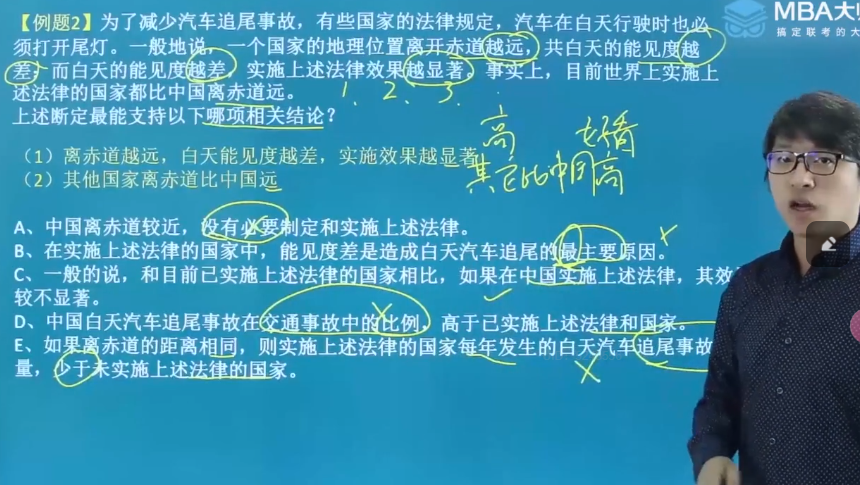 【例题2】为了减少汽车追尾事故，有些国家的法律规定，汽车在白天行驶时也必
须打开尾灯。一般地说，一个国家的地理位置离开赤道越远，共白天的能见度越
差；而白天的能见度越差，实施上述法律效果越显著。事实上，目前世界上实施上
述法律的国家都比中国离赤道远。
上述断定最能支持以下哪项相关结论？
1、2、3、
高 好看
其它比中国高
（1）离赤道越远，白天能见度越差，实施效果越显著
（2）其他国家离赤道比中国远
A、中国离赤道较近，没有必要制定和实施上述法律。
B、在实施上述法律的国家中，能见度差是造成白天汽车追尾的最主要原因。
C、一般的说，和目前已实施上述法律的国家相比，如果在中国实施上述法律，其效
较不显著。
D、中国白天汽车追尾事故在交通事故中的比例，高于已实施上述法律和国家。
E、如果离赤道的距离相同，则实施上述法律的国家每年发生的白天汽车追尾事故
量，少于未实施上述法律的国家。
MBA大
搞定联考的大